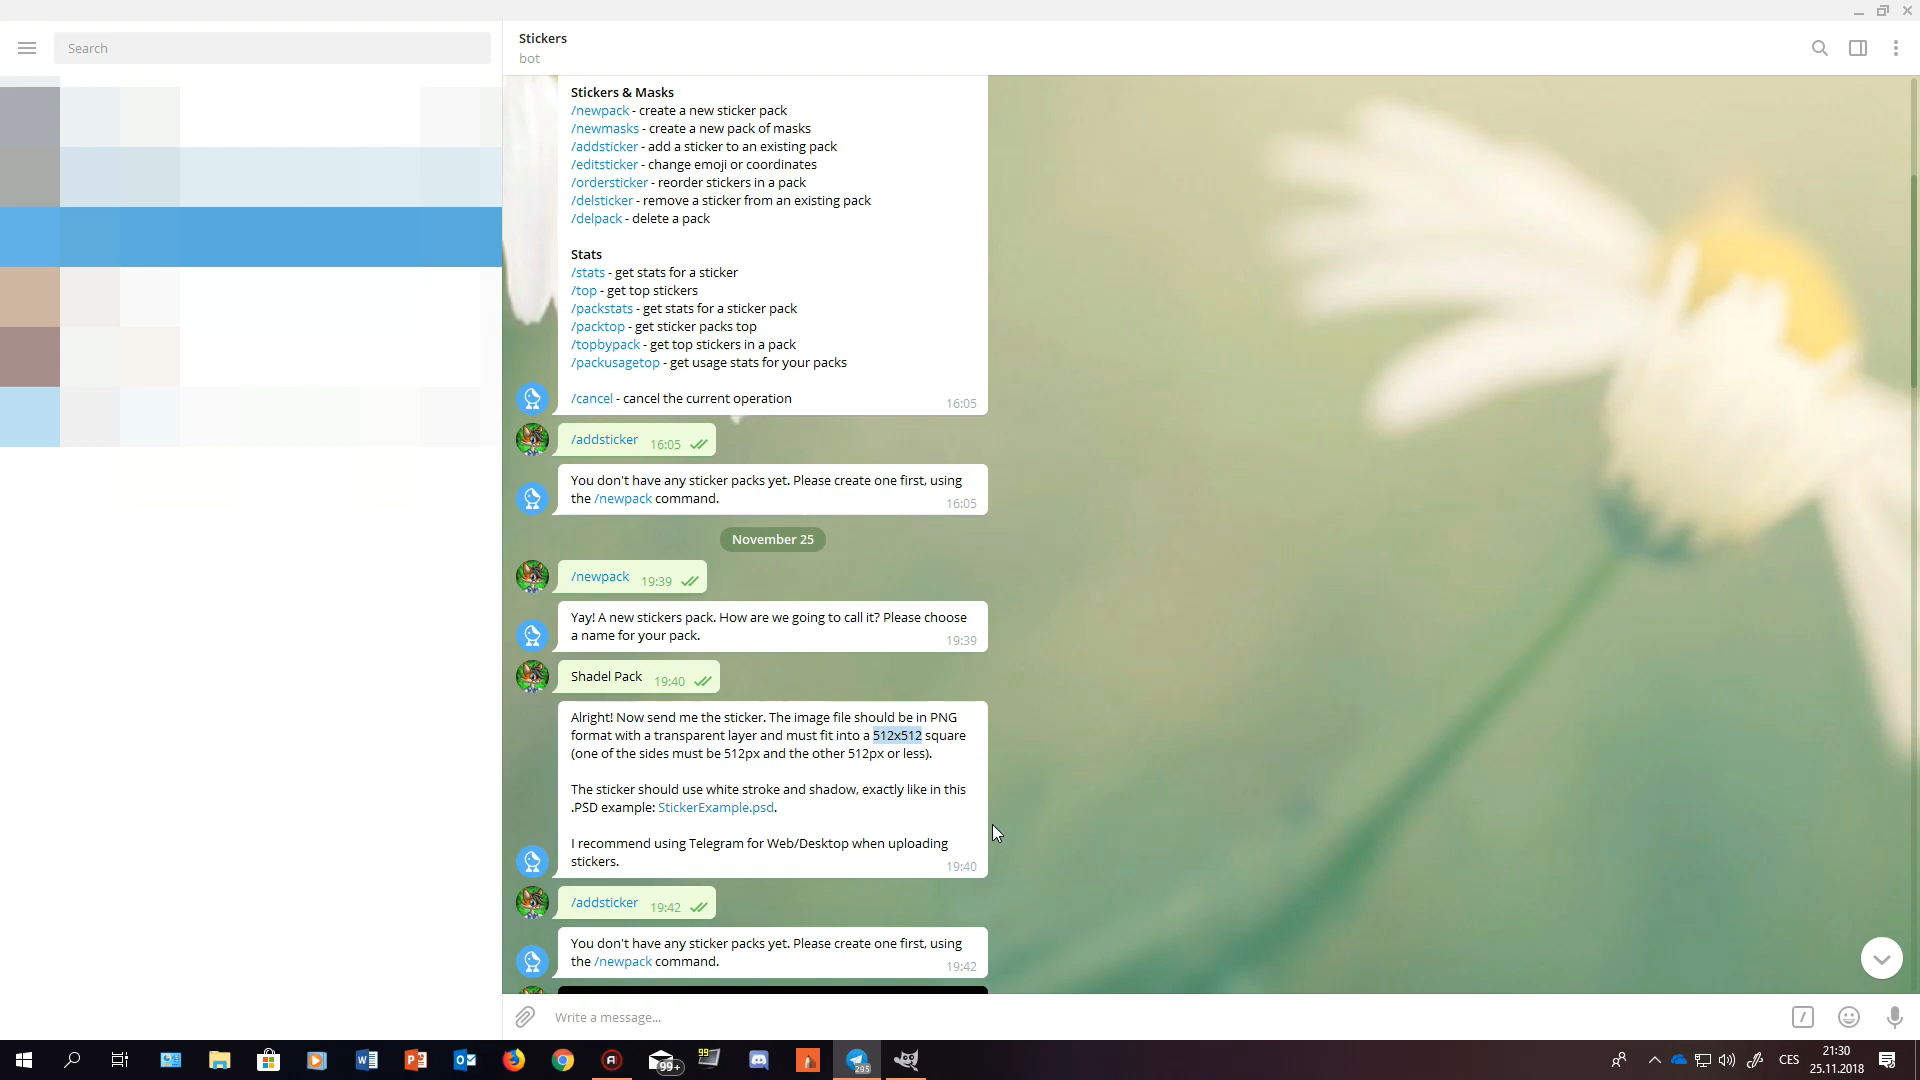 Search
Stickers
bot
Stickers & Masks
/newpack - create a new sticker pack
/newmasks - create a new pack of masks
/addsticker - add a sticker to an existing pack
/editsticker - change emoji or coordinates
/ordersticker - reorder stickers in a pack
/delsticker - remove a sticker from an existing pack
/delpack - delete a pack
Stats
/stats - get stats for a sticker
/top - get top stickers
/packstats - get stats for a sticker pack
/packtop - get sticker packs top
/topbypack - get top stickers in a pack
/packusagetop - get usage stats for your packs
/cancel - cancel the current operation
16:05
/addsticker 16:05
You don't have any sticker packs yet. Please create one first, using
the /newpack command.
16:05
November 25
/newpack 19:39
Yay! A new stickers pack. How are we going to call it? Please choose
a name for your pack.
19:39
Shadel Pack 19:40
Alright! Now send me the sticker. The image file should be in PNG
format with a transparent layer and must fit into a 512x512 square
(one of the sides must be 512px and the other 512px or less).
The sticker should use white stroke and shadow, exactly like in this
.PSD example: StickerExample.psd.
I recommend using Telegram for Web/Desktop when uploading
stickers.
19:40
/addsticker 19:42
You don't have any sticker packs yet. Please create one first, using
the /newpack command.
19:42
Write a message...
99+
99
295
CES
21:30
25.11.2018